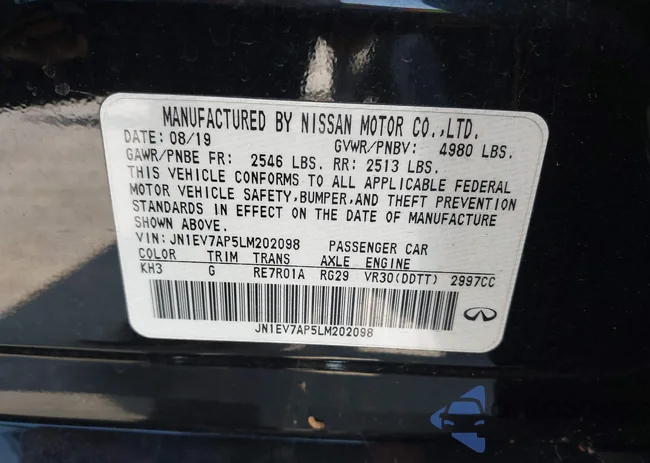 MANUFACTURED BY NISSAN MOTOR CO.,LTD.
DATE: 08/19 GVWR/PNBV: 4980 LBS.
GAWR/PNBE FR: 2546 LBS. RR: 2513 LBS.
THIS VEHICLE CONFORMS TO ALL APPLICABLE FEDERAL
MOTOR VEHICLE SAFETY,BUMPER,AND THEFT PREVENTION
STANDARDS IN EFFECT ON THE DATE OF MANUFACTURE
SHOWN ABOVE.
VIN: JN1EV7AP5LM202098 PASSENGER CAR
COLOR TRIM TRANS AXLE ENGINE
KH3 G RE7R01A RG29 VR30(DDTT) 2997CC
JN1EV7AP5LM202098